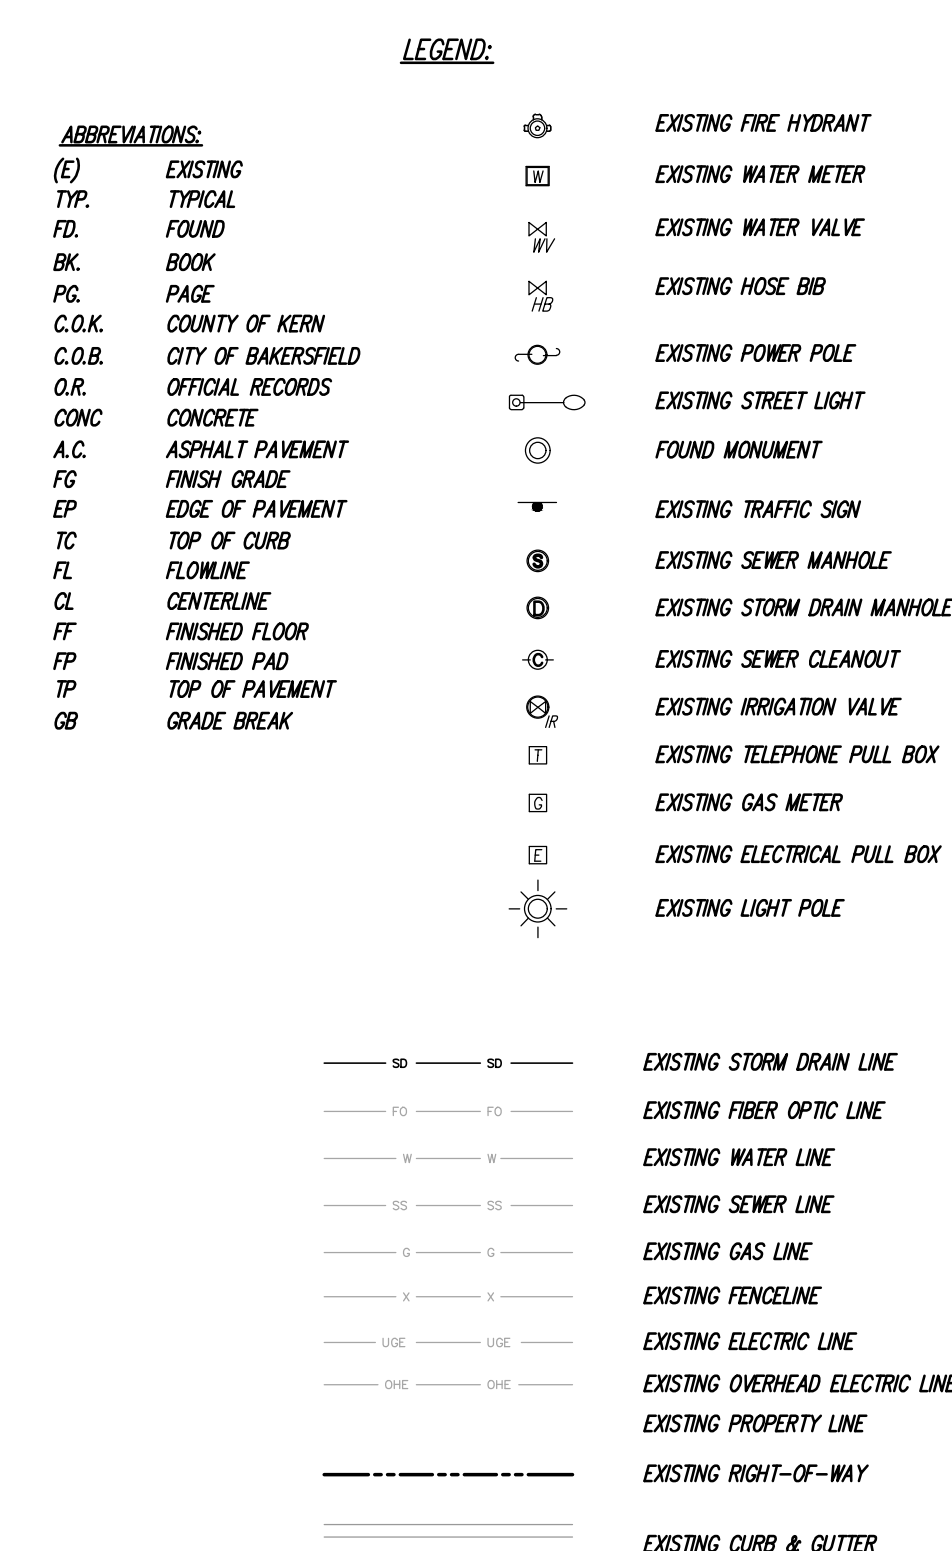 LEGEND:
ABBREVIATIONS:
(E) EXISTING
TYP. TYPICAL
FD. FOUND
BK. BOOK
PG. PAGE
C.O.K. COUNTY OF KERN
C.O.B. CITY OF BAKERSFIELD
O.R. OFFICIAL RECORDS
CONC CONCRETE
A.C. ASPHALT PAVEMENT
FG FINISH GRADE
EP EDGE OF PAVEMENT
TC TOP OF CURB
FL FLOWLINE
CL CENTERLINE
FF FINISHED FLOOR
FP FINISHED PAD
TP TOP OF PAVEMENT
GB GRADE BREAK
EXISTING FIRE HYDRANT
W EXISTING WATER METER
WV EXISTING WATER VALVE
HB EXISTING HOSE BIB
EXISTING POWER POLE
EXISTING STREET LIGHT
FOUND MONUMENT
EXISTING TRAFFIC SIGN
S EXISTING SEWER MANHOLE
D EXISTING STORM DRAIN MANHOLE
C EXISTING SEWER CLEANOUT
IR EXISTING IRRIGATION VALVE
T EXISTING TELEPHONE PULL BOX
G EXISTING GAS METER
E EXISTING ELECTRICAL PULL BOX
EXISTING LIGHT POLE
SD SD EXISTING STORM DRAIN LINE
FO FO EXISTING FIBER OPTIC LINE
W W EXISTING WATER LINE
SS SS EXISTING SEWER LINE
G G EXISTING GAS LINE
X X EXISTING FENCELINE
UGE UGE EXISTING ELECTRIC LINE
OHE OHE EXISTING OVERHEAD ELECTRIC LINE
EXISTING PROPERTY LINE
EXISTING RIGHT-OF-WAY
EXISTING CURB & GUTTER